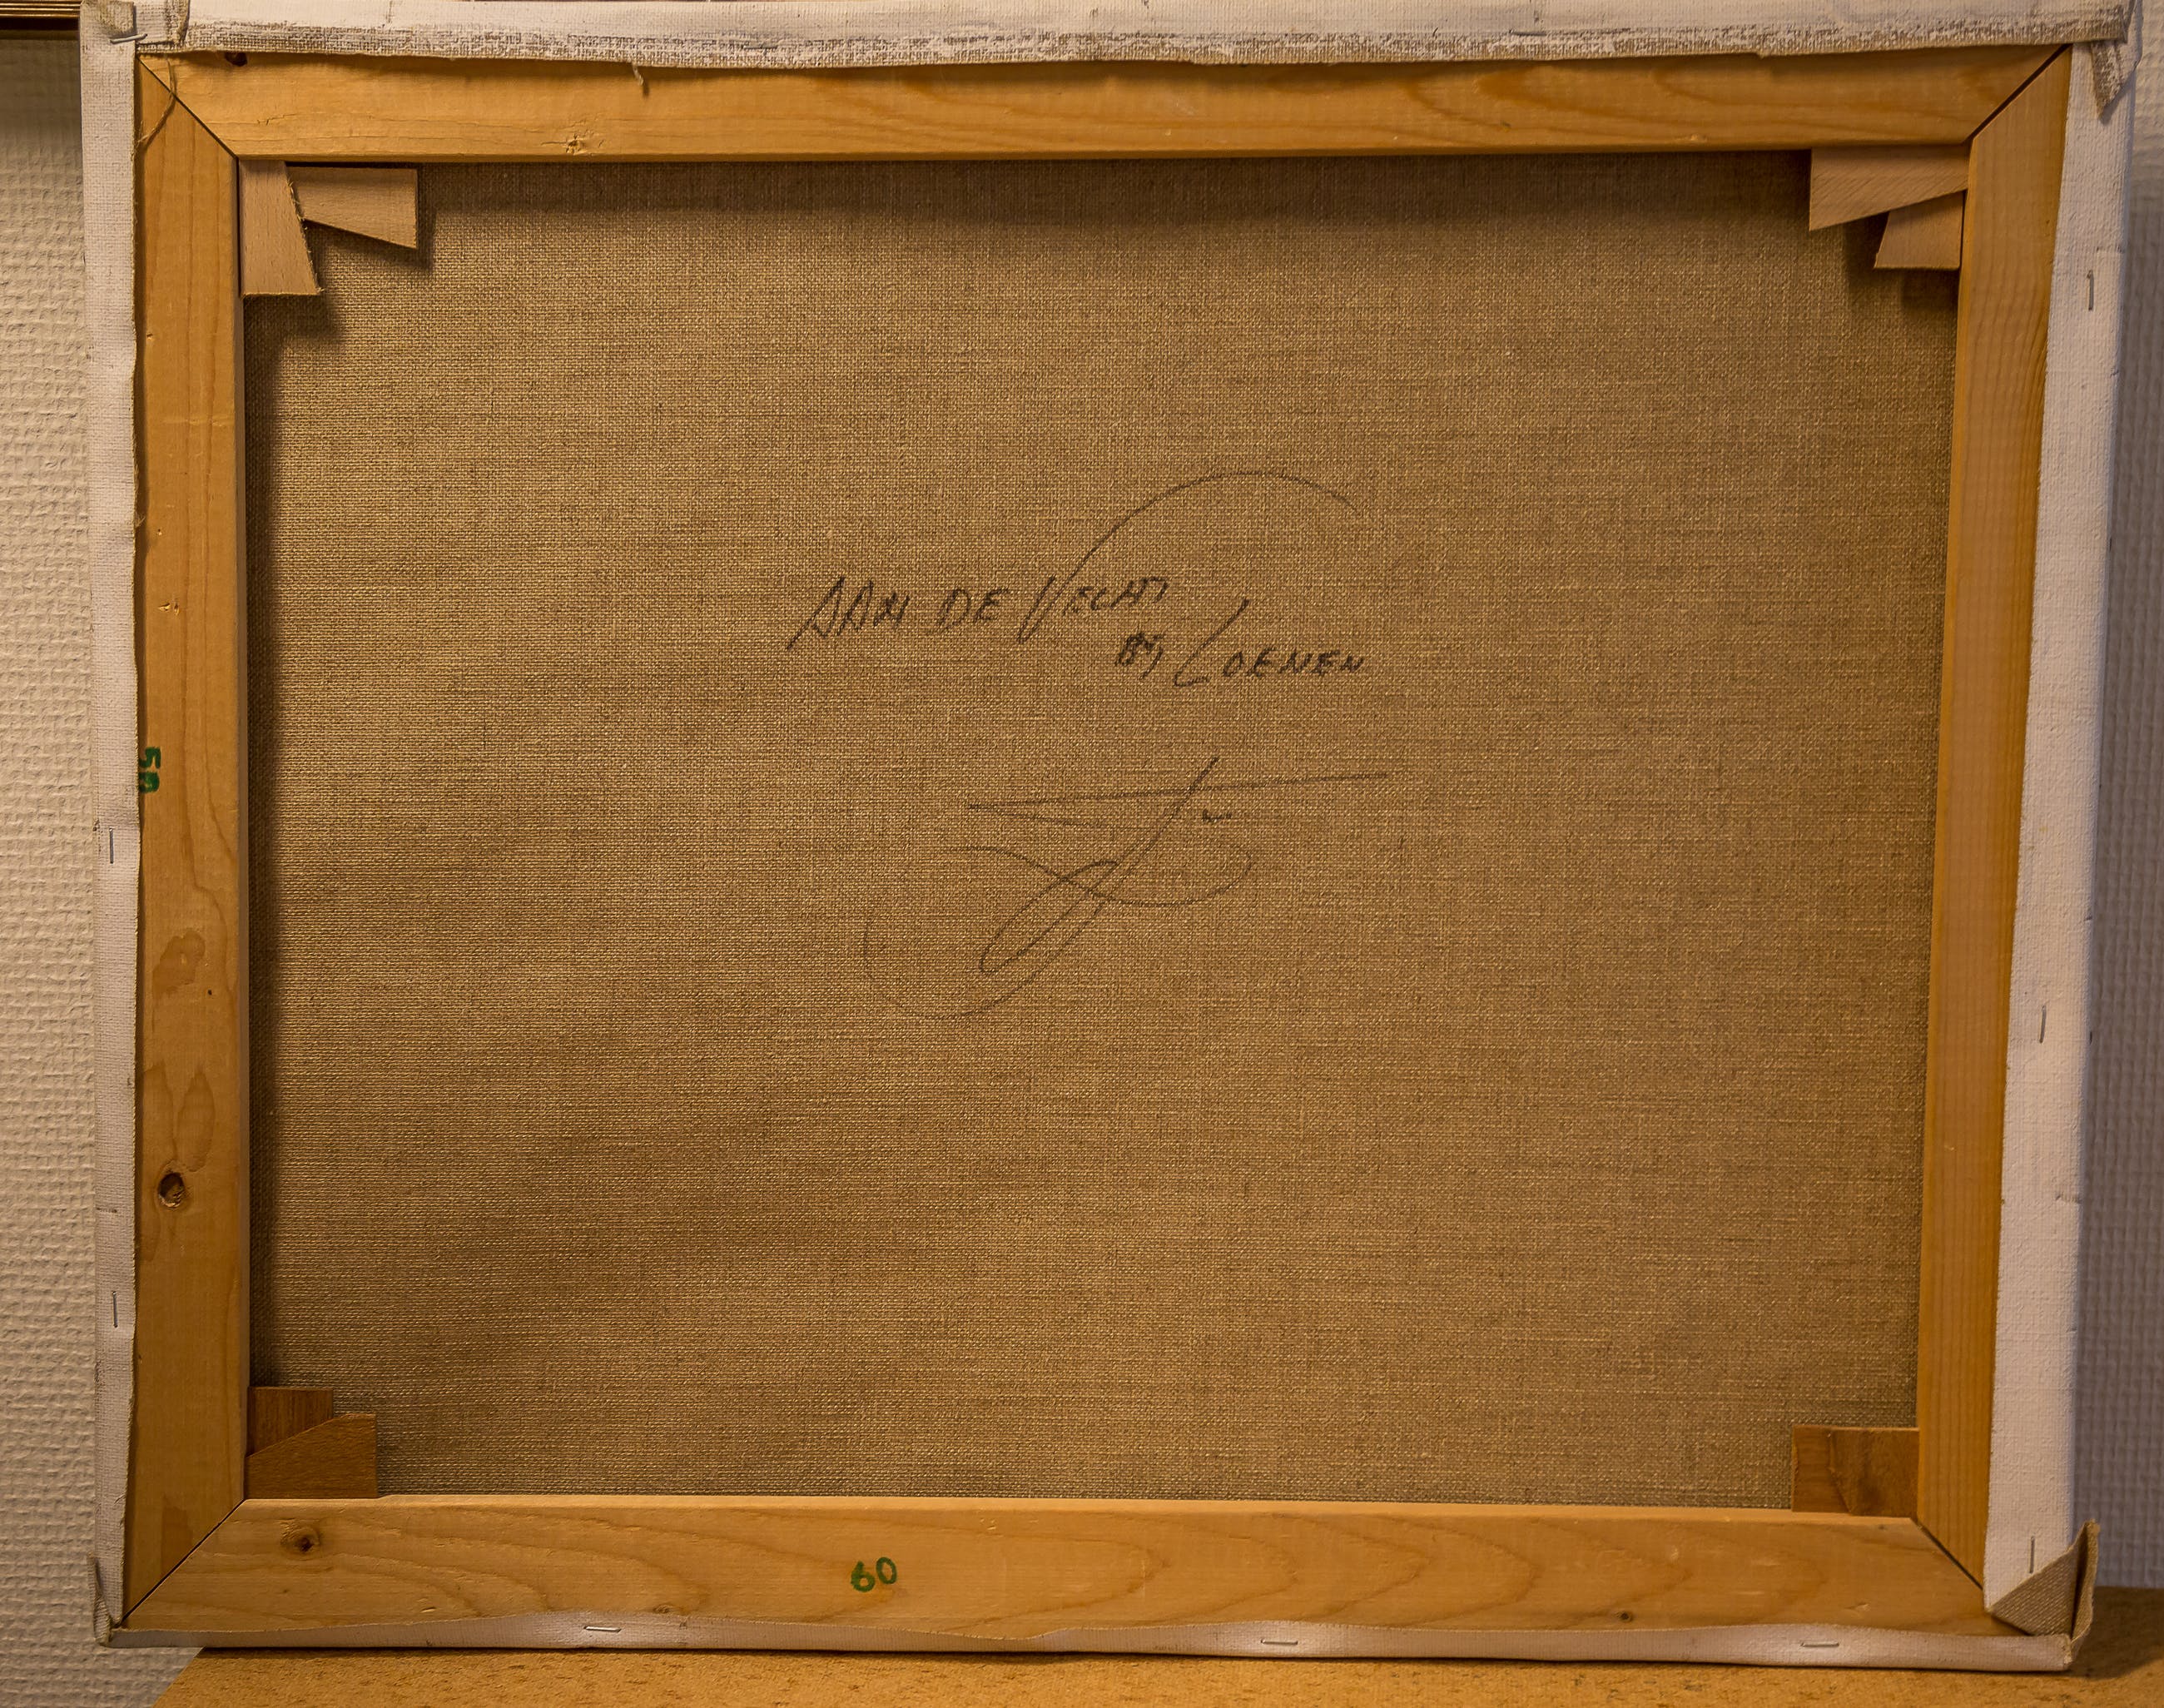 AAN DE VECHT
BIJ LOENEN
50
60